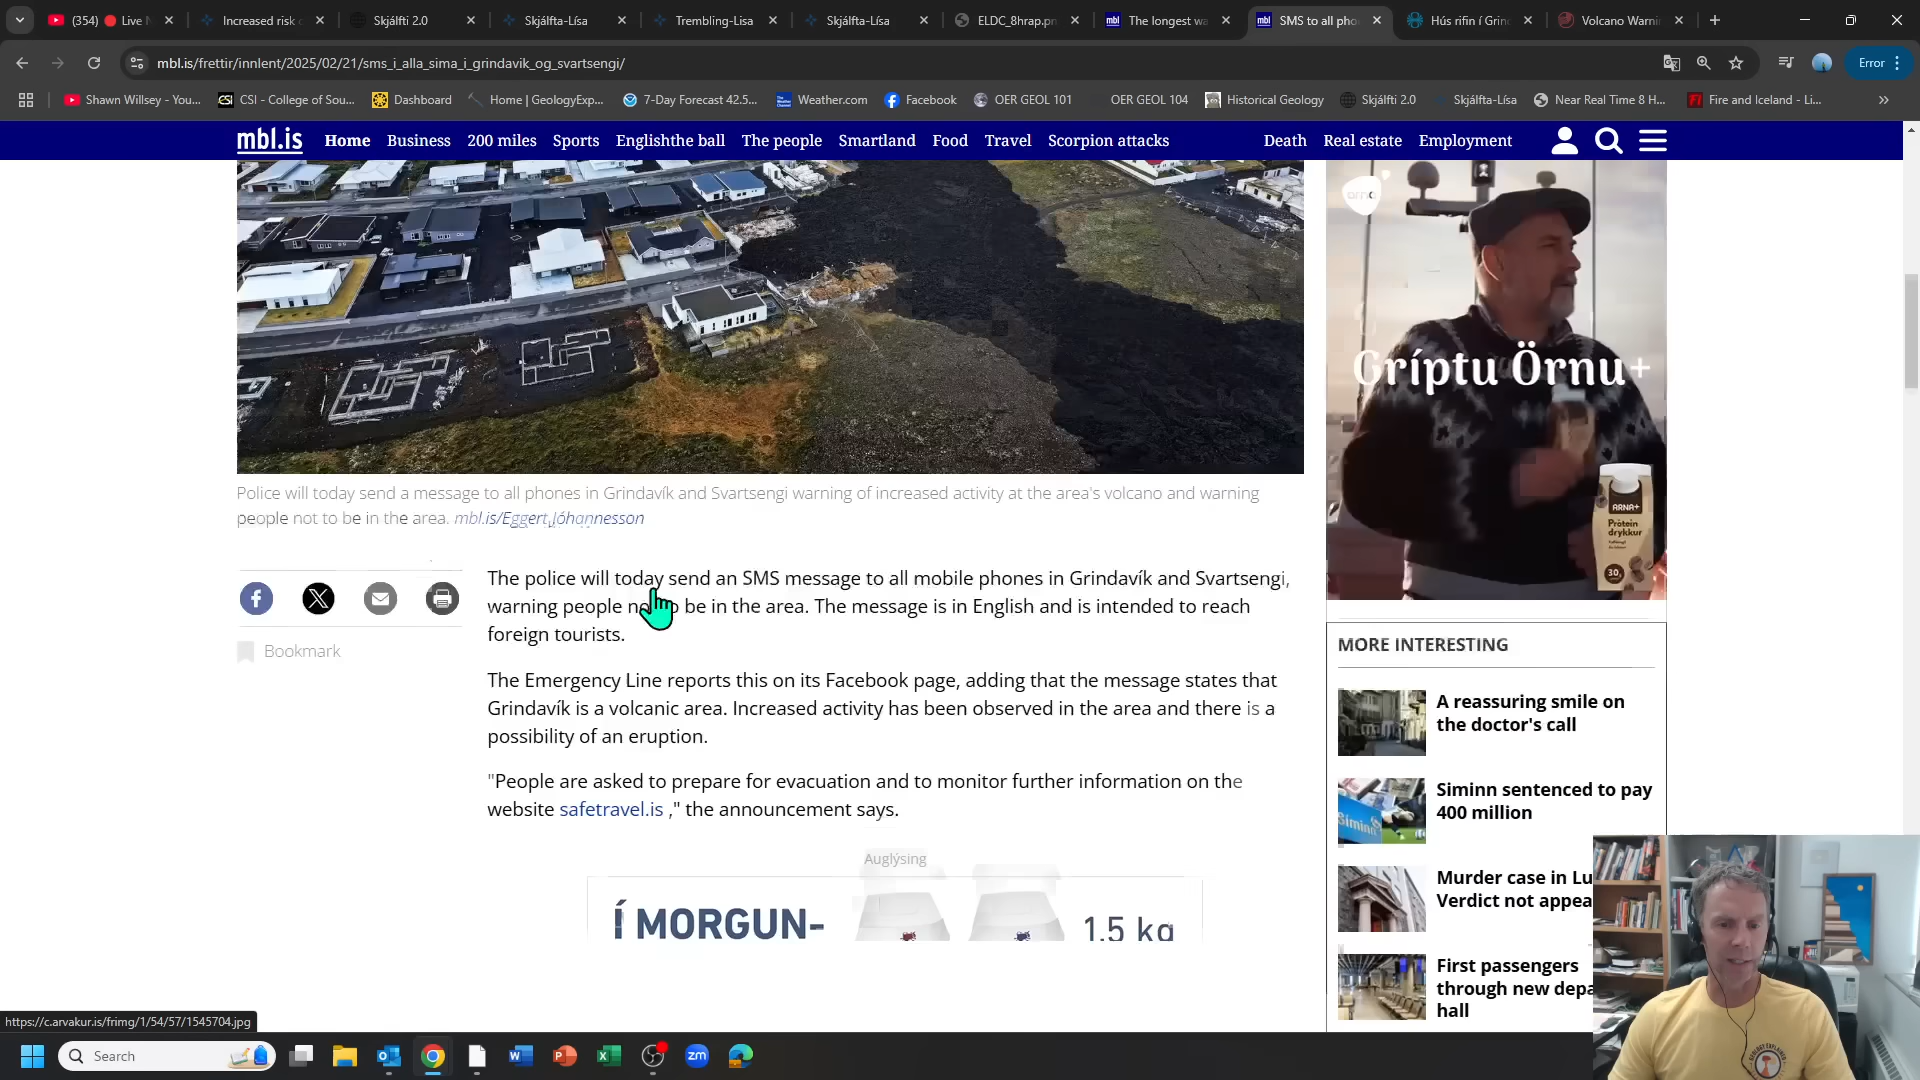 (354) Live N
Increased risk o
Skjálfti 2.0
Skjálfta-Lísa
Trembling-Lisa
Skjálfta-Lísa
ELDC_8hrap.pn
The longest wa
SMS to all pho
Hús rifin í Grin
Volcano Warnin
mbl.is/frettir/innlent/2025/02/21/sms_i_alla_sima_i_grindavik_og_svartsengi/
Error
Shawn Willsey - You...
CSI - College of Sou...
Dashboard
Home | GeologyExp...
7-Day Forecast 42.5...
Weather.com
Facebook
OER GEOL 101
OER GEOL 104
Historical Geology
Skjálfti 2.0
Skjálfta-Lísa
Near Real Time 8 H...
Fire and Iceland - Li...
mbl.is Home Business 200 miles Sports Englishthe ball The people Smartland Food Travel Scorpion attacks Death Real estate Employment
Gríptu Örnu+
ARNA+
Prótein
drykkur
30
Police will today send a message to all phones in Grindavík and Svartsengi warning of increased activity at the area's volcano and warning
people not to be in the area. mbl.is/Eggert Jóhannesson
Bookmark
The police will today send an SMS message to all mobile phones in Grindavík and Svartsengi,
warning people no be in the area. The message is in English and is intended to reach
foreign tourists.
The Emergency Line reports this on its Facebook page, adding that the message states that
Grindavík is a volcanic area. Increased activity has been observed in the area and there is a
possibility of an eruption.
"People are asked to prepare for evacuation and to monitor further information on the
website safetravel.is ," the announcement says.
Auglýsing
Í MORGUN-
1,5 kg
MORE INTERESTING
A reassuring smile on
the doctor's call
Siminn sentenced to pay
400 million
Murder case in Lu
Verdict not appea
First passengers
through new depa
hall
https://c.arvakur.is/frimg/1/54/57/1545704.jpg
Search
zm